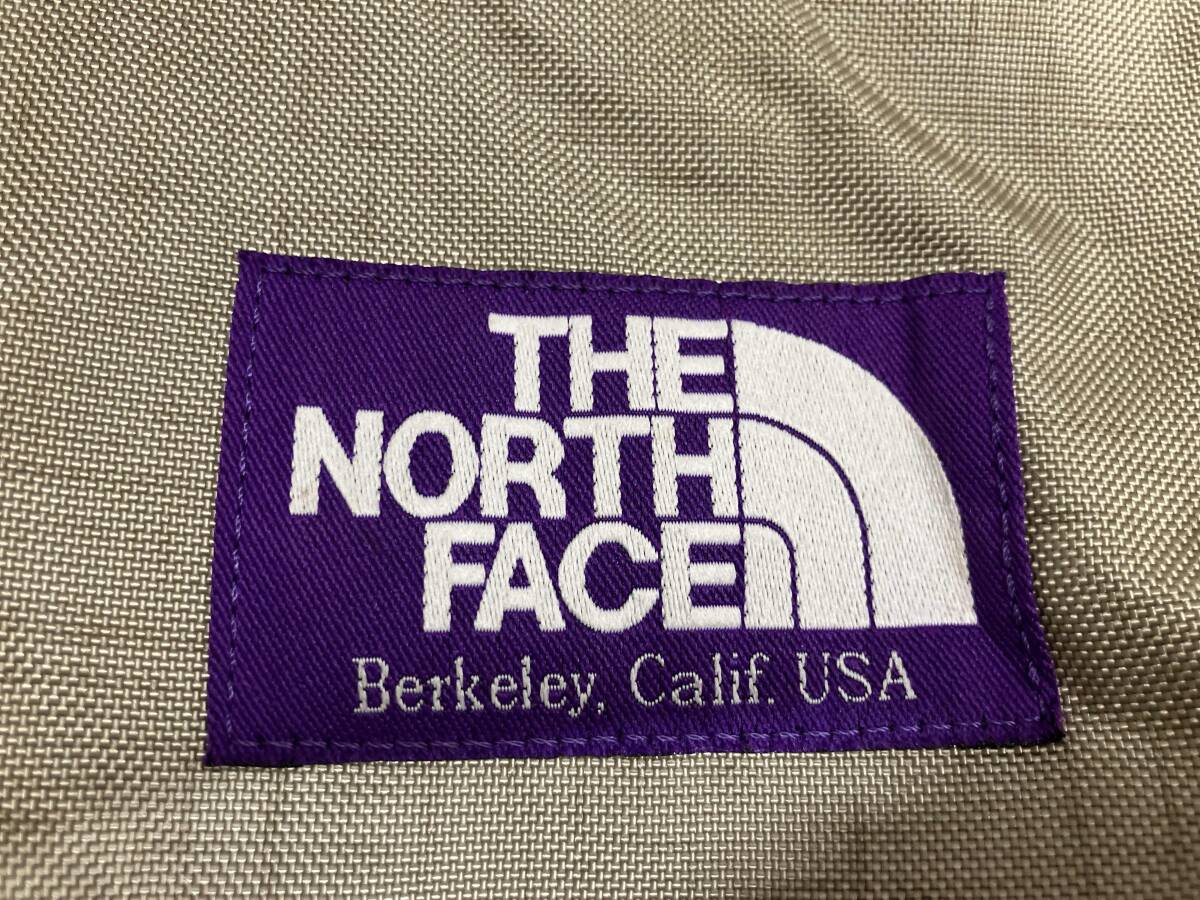 THE
NORTH
FACE
Berkeley, Calif. USA